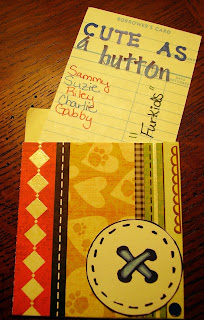 BORROWER'S CARD
CUTE AS
a button
Sammy
Suzie
Riley
Charlie
Gabby
"Furkids"